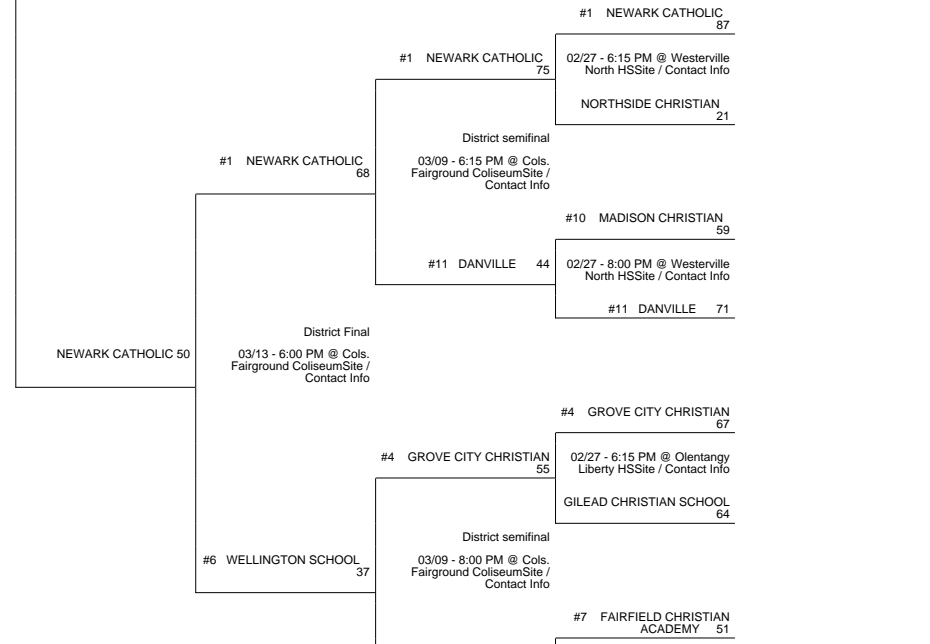 #1 NEWARK CATHOLIC
87
#1 NEWARK CATHOLIC
75
02/27 - 6:15 PM @ Westerville
North HSSite / Contact Info
NORTHSIDE CHRISTIAN
21
District semifinal
#1 NEWARK CATHOLIC
68
03/09 - 6:15 PM @ Cols.
Fairground ColiseumSite /
Contact Info
#10 MADISON CHRISTIAN
59
#11 DANVILLE 44
02/27 - 8:00 PM @ Westerville
North HSSite / Contact Info
#11 DANVILLE 71
District Final
NEWARK CATHOLIC 50
03/13 - 6:00 PM @ Cols.
Fairground ColiseumSite /
Contact Info
#4 GROVE CITY CHRISTIAN
67
#4 GROVE CITY CHRISTIAN
55
02/27 - 6:15 PM @ Olentangy
Liberty HSSite / Contact Info
GILEAD CHRISTIAN SCHOOL
64
District semifinal
#6 WELLINGTON SCHOOL
37
03/09 - 8:00 PM @ Cols.
Fairground ColiseumSite /
Contact Info
#7 FAIRFIELD CHRISTIAN
ACADEMY 51